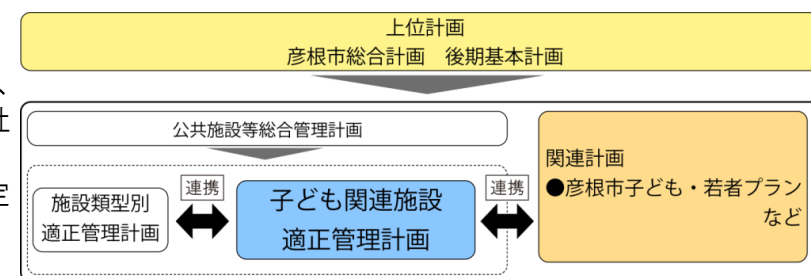 上位計画
彦根市総合計画 後期基本計画
公共施設等総合管理計画
施設類型別
適正管理計画
連携
子ども関連施設
適正管理計画
連携
関連計画
●彦根市子ども・若者プラン
など